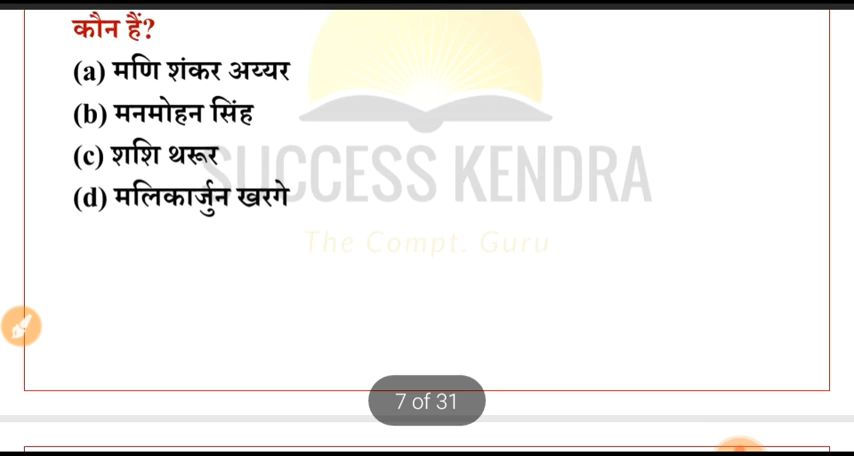 कौन हैं?
(a) मणि शंकर अय्यर
(b) मनमोहन सिंह
(c) शशि थरूर
(d) मलिकार्जुन खरगे
SUCCESS KENDRA
The Compt. Guru
7 of 31